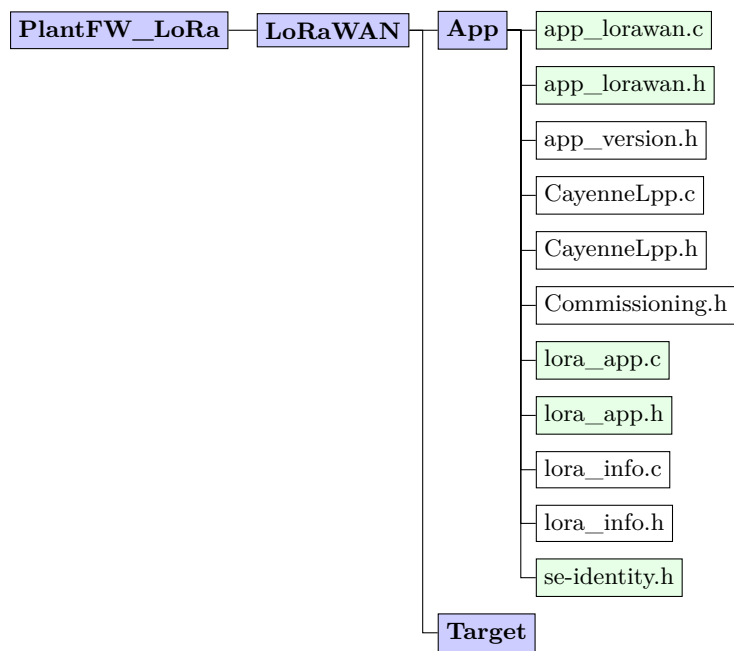 PlantFW_LoRa
LoRaWAN
App
app_lorawan.c
app_lorawan.h
app_version.h
CayenneLpp.c
CayenneLpp.h
Commissioning.h
lora_app.c
lora_app.h
lora_info.c
lora_info.h
se-identity.h
Target